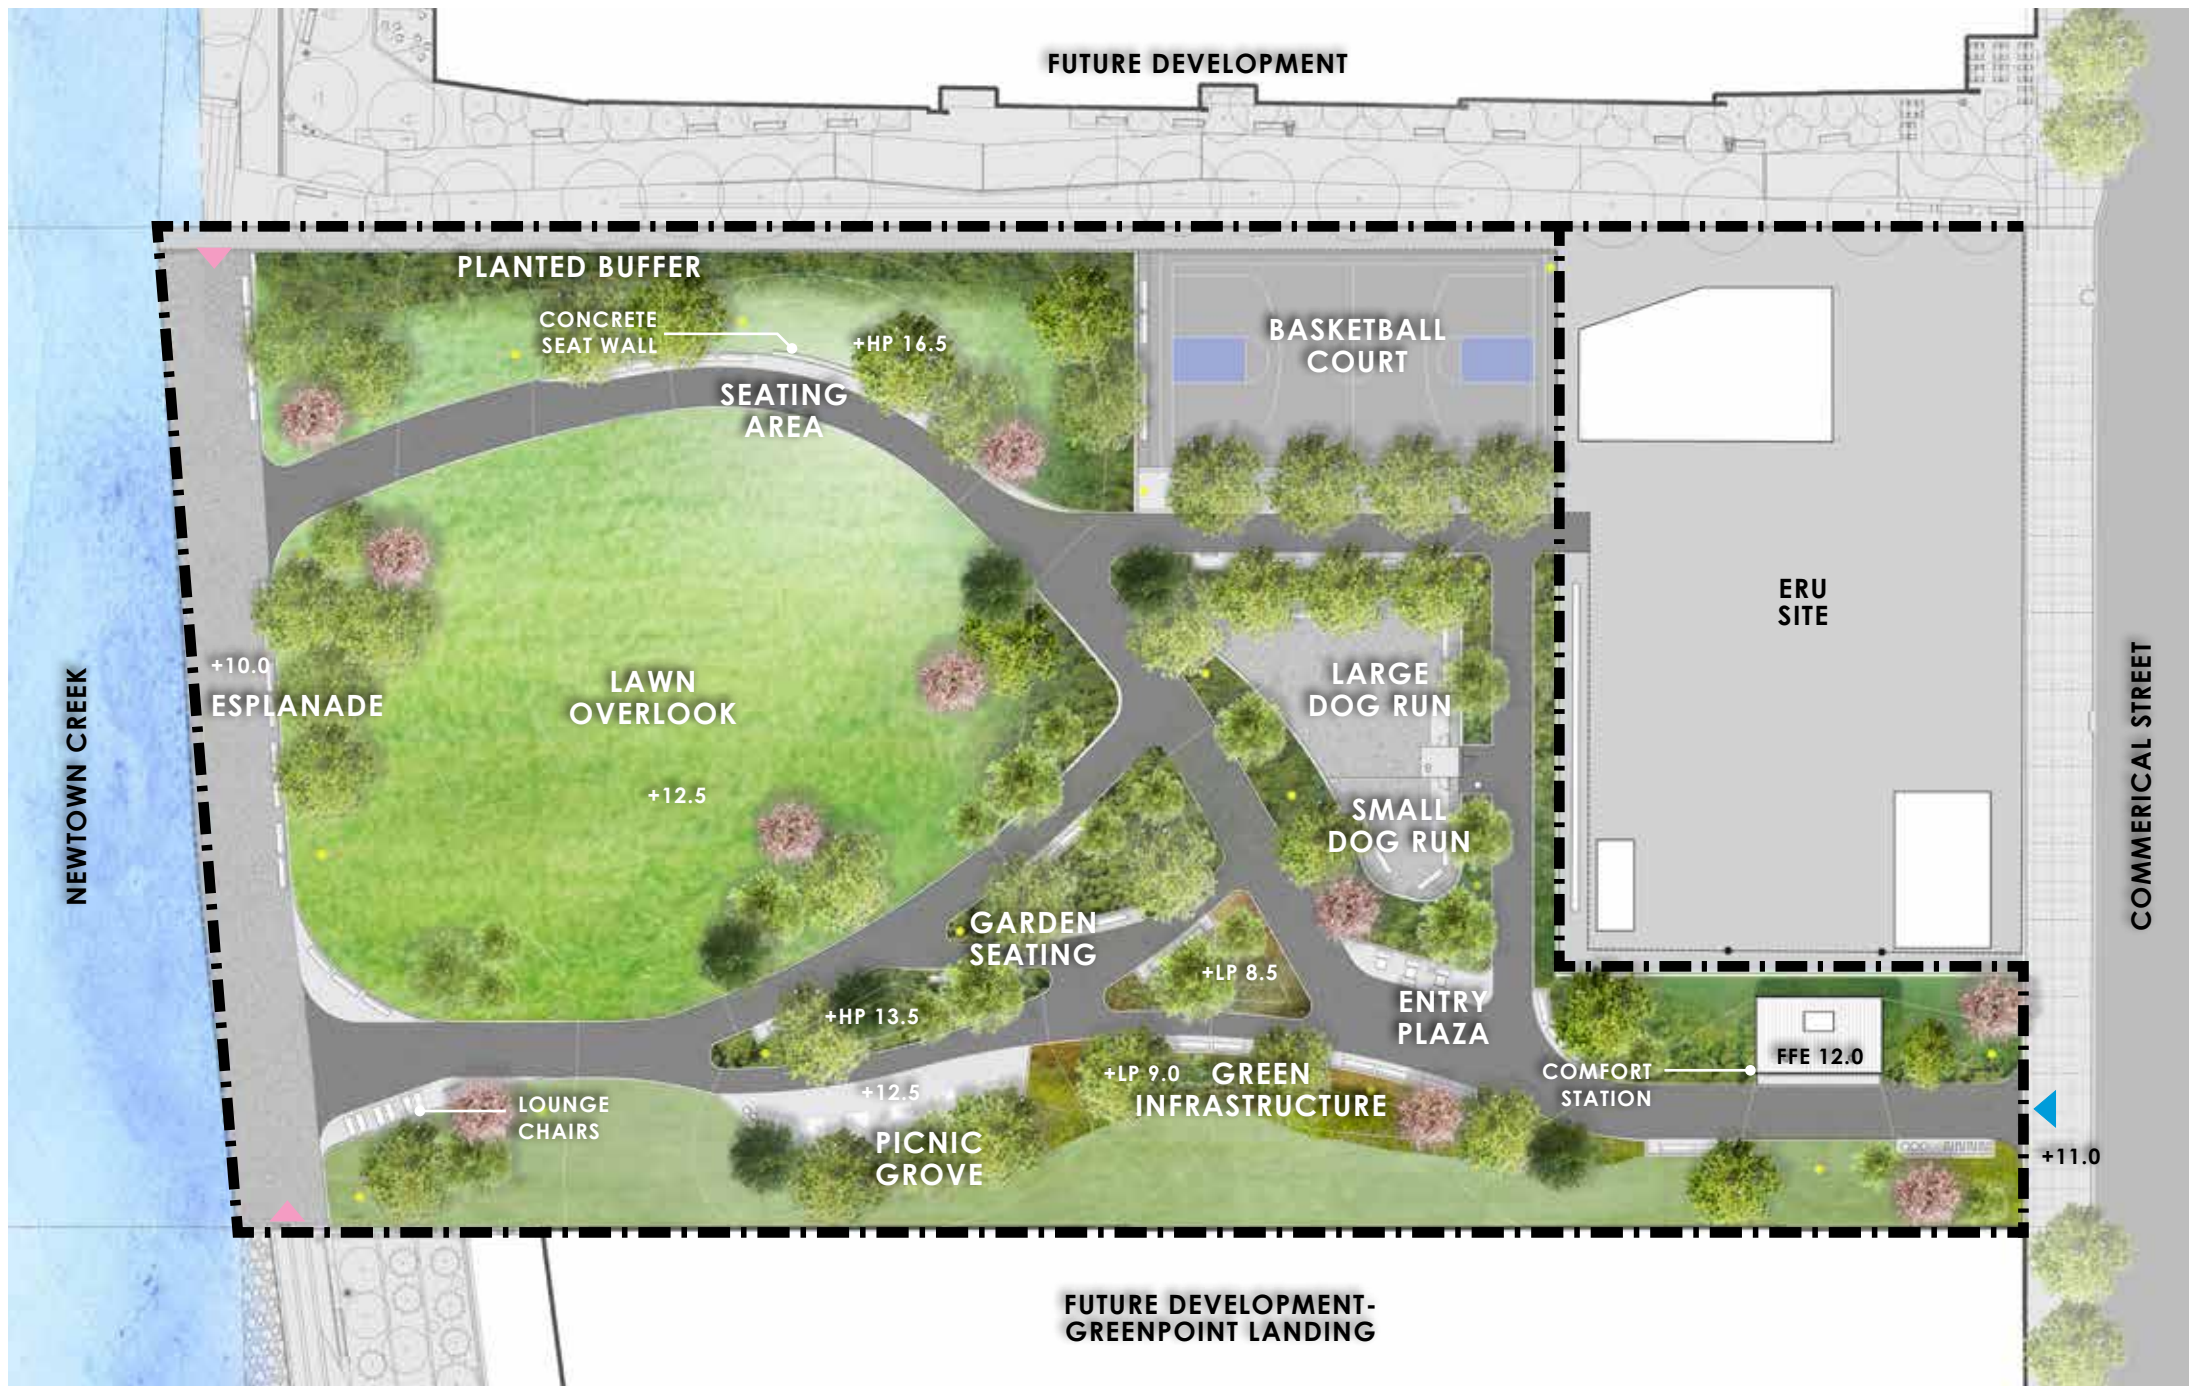 FUTURE DEVELOPMENT
PLANTED BUFFER
CONCRETE
SEAT WALL
+HP 16.5
SEATING
AREA
BASKETBALL
COURT
ERU
SITE
+10.0
ESPLANADE
LAWN
OVERLOOK
+12.5
LARGE
DOG RUN
SMALL
DOG RUN
NEWTOWN CREEK
COMMERICAL STREET
GARDEN
SEATING
+LP 8.5
+HP 13.5
ENTRY
PLAZA
FFE 12.0
COMFORT
STATION
+LP 9.0
GREEN
INFRASTRUCTURE
+12.5
LOUNGE
CHAIRS
PICNIC
GROVE
+11.0
FUTURE DEVELOPMENT-
GREENPOINT LANDING